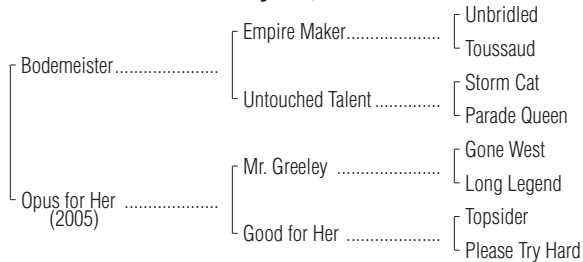 Unbridled
Empire Maker....................
Toussaud
Bodemeister......................
Storm Cat
Untouched Talent..............
Parade Queen
Gone West
Mr. Greeley ......................
Long Legend
Opus for Her ....................
(2005)
Topsider
Good for Her ....................
Please Try Hard